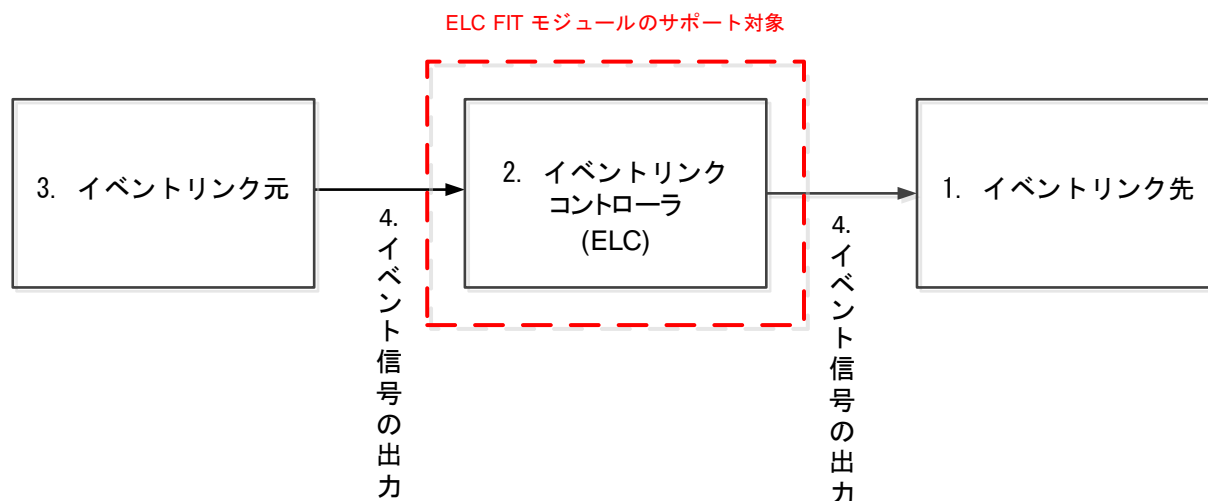 ELC FIT モジュールのサポート対象
3. イベントリンク元
2. イベントリンク
コントローラ
(ELC)
1. イベントリンク先
4.イベント信号の出力
4.イベント信号の出力